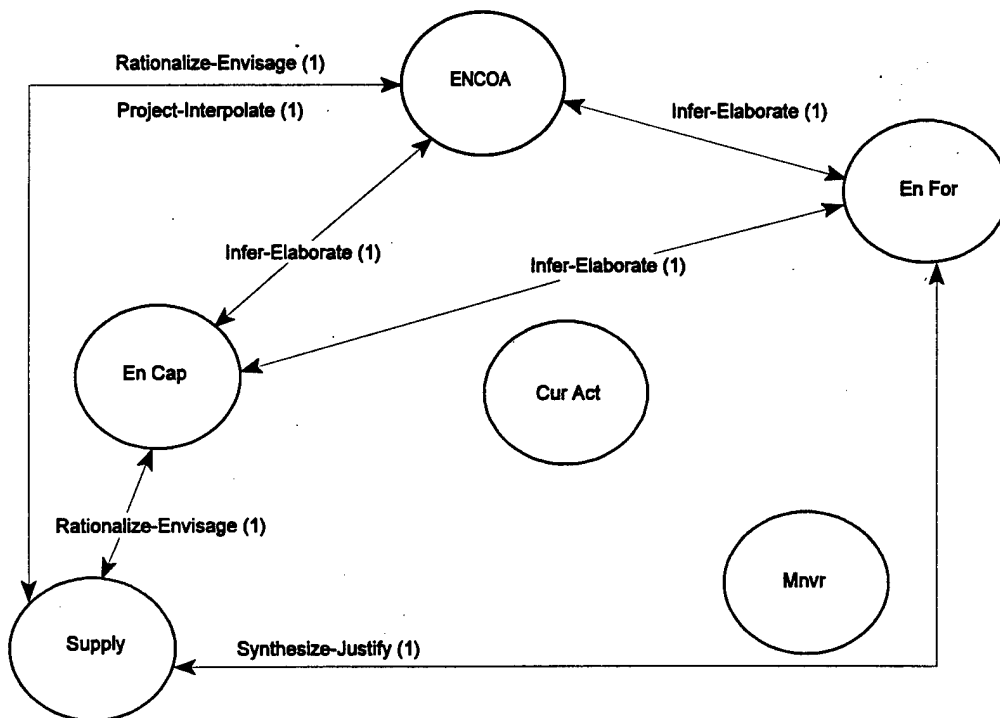 Rationalize-Envisage (1)
ENCOA
Project-Interpolate (1)
Infer-Elaborate (1)
En For
Infer-Elaborate (1)
Infer-Elaborate (1)
En Cap
Cur Act
Rationalize-Envisage (1)
Mnvr
Supply
Synthesize-Justify (1)